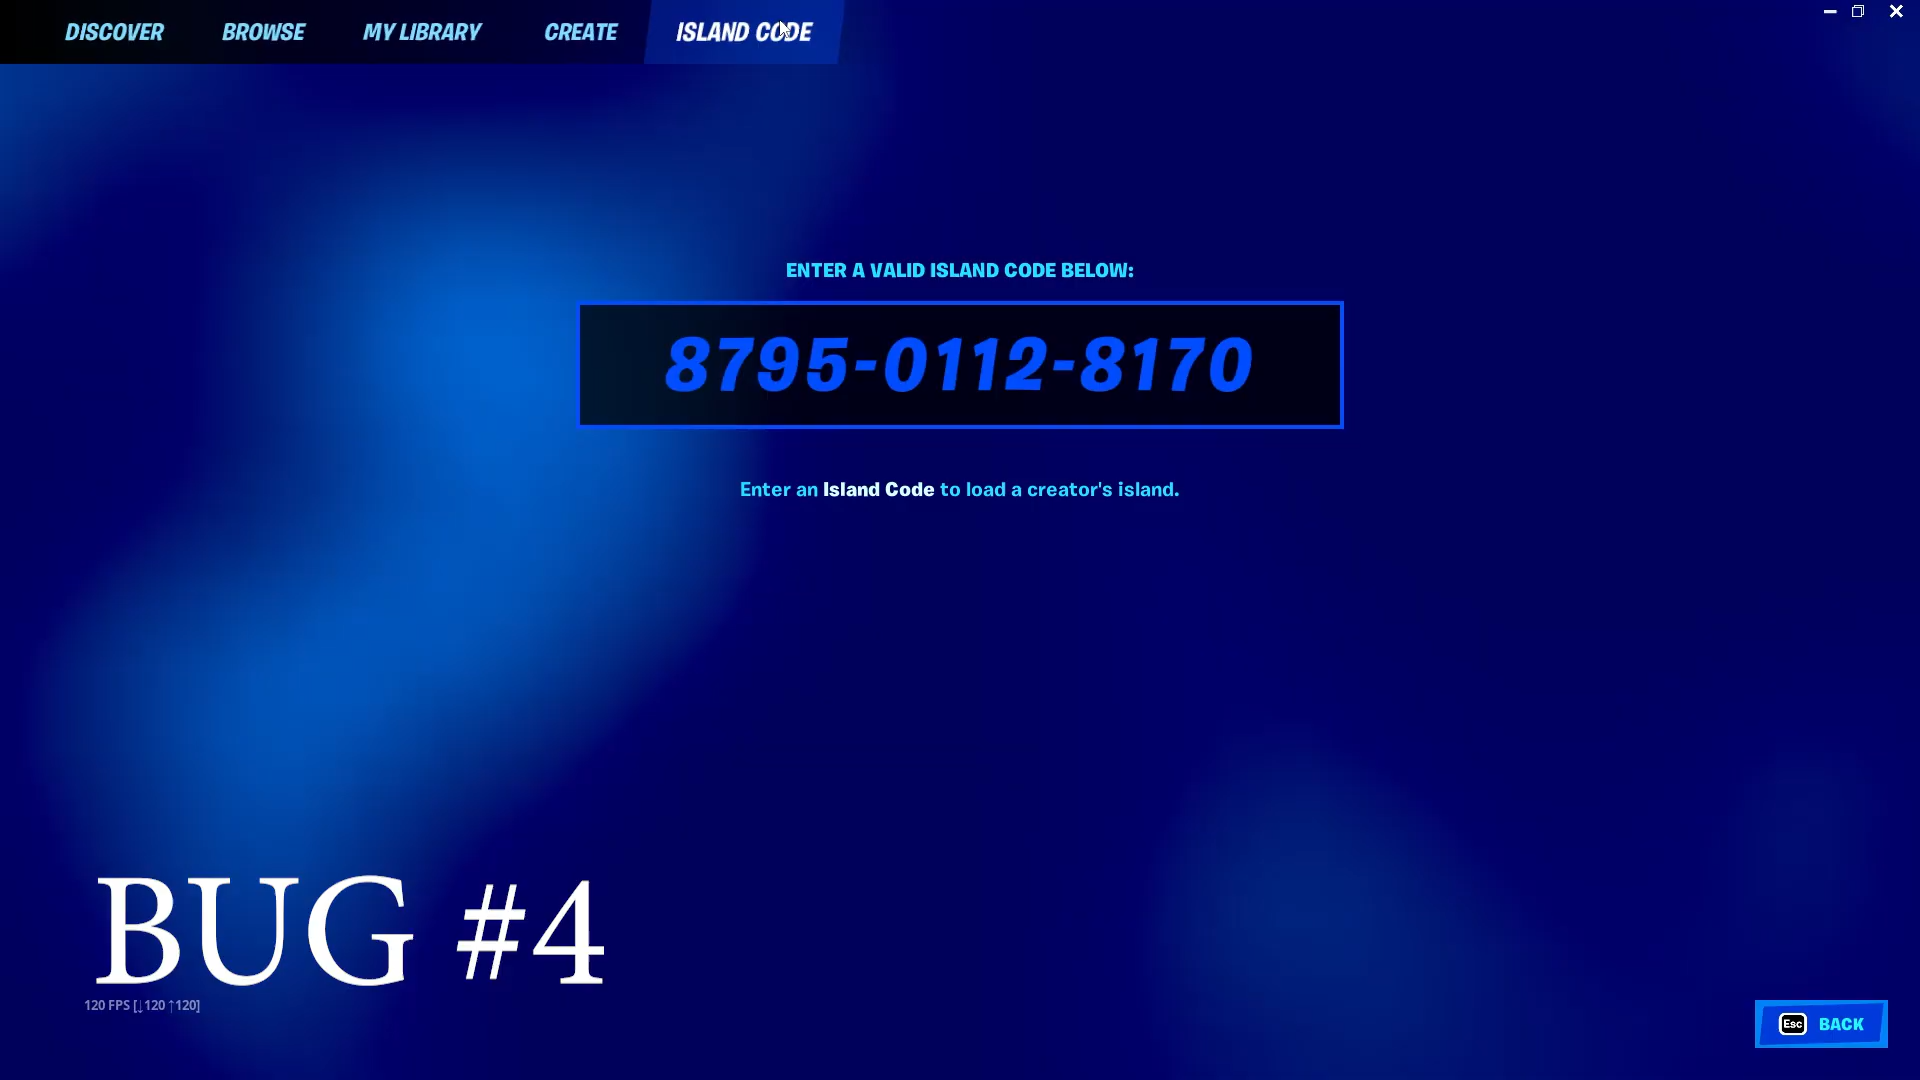 DISCOVER BROWSE MY LIBRARY CREATE ISLAND CODE
ENTER A VALID ISLAND CODE BELOW:
8795-0112-8170
Enter an Island Code to load a creator's island.
BUG #4
120 FPS [↓120 ↑120]
Esc BACK